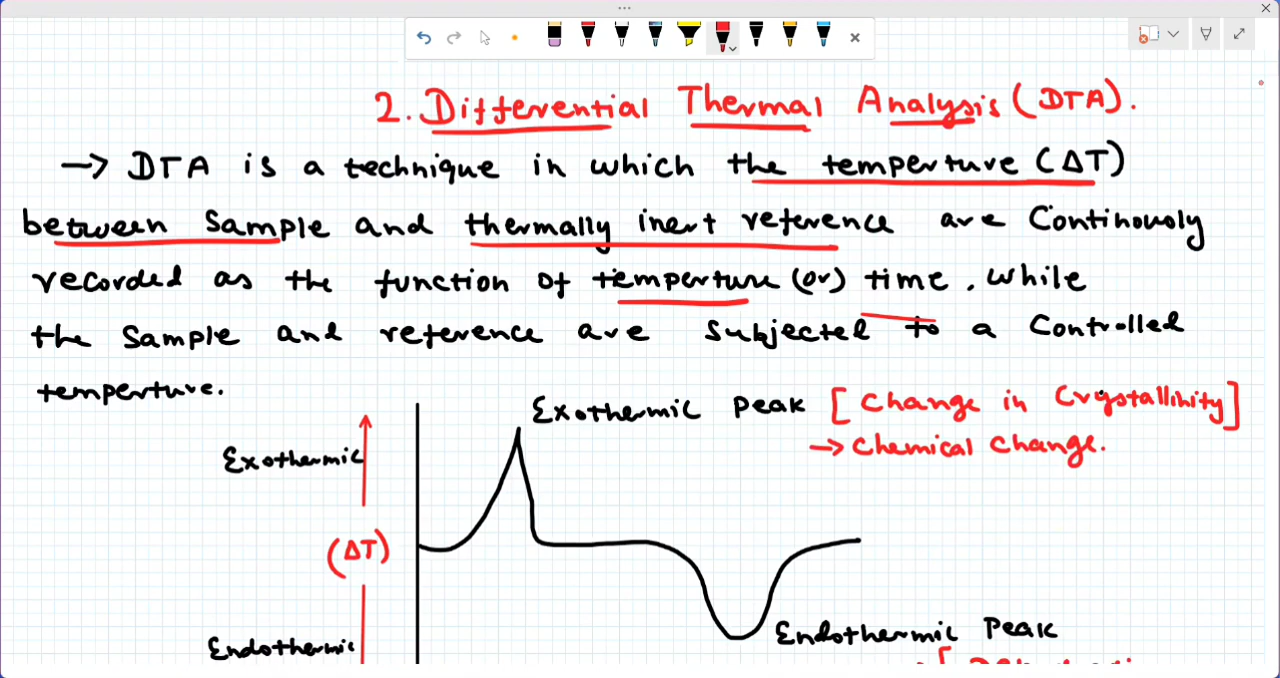 2. Differential Thermal Analysis (DTA).
→ DTA is a technique in which the temperture (ΔT)
between Sample and thermally inert reference are Continously
recorded as the function of temperture (or) time. While
the Sample and reference are Subjected to a Controlled
temperture.
Exothermic Peak [Change in Crystallinity]
→ Chemical change.
Exothermic
(ΔT)
Endothermic
Endothermic Peak